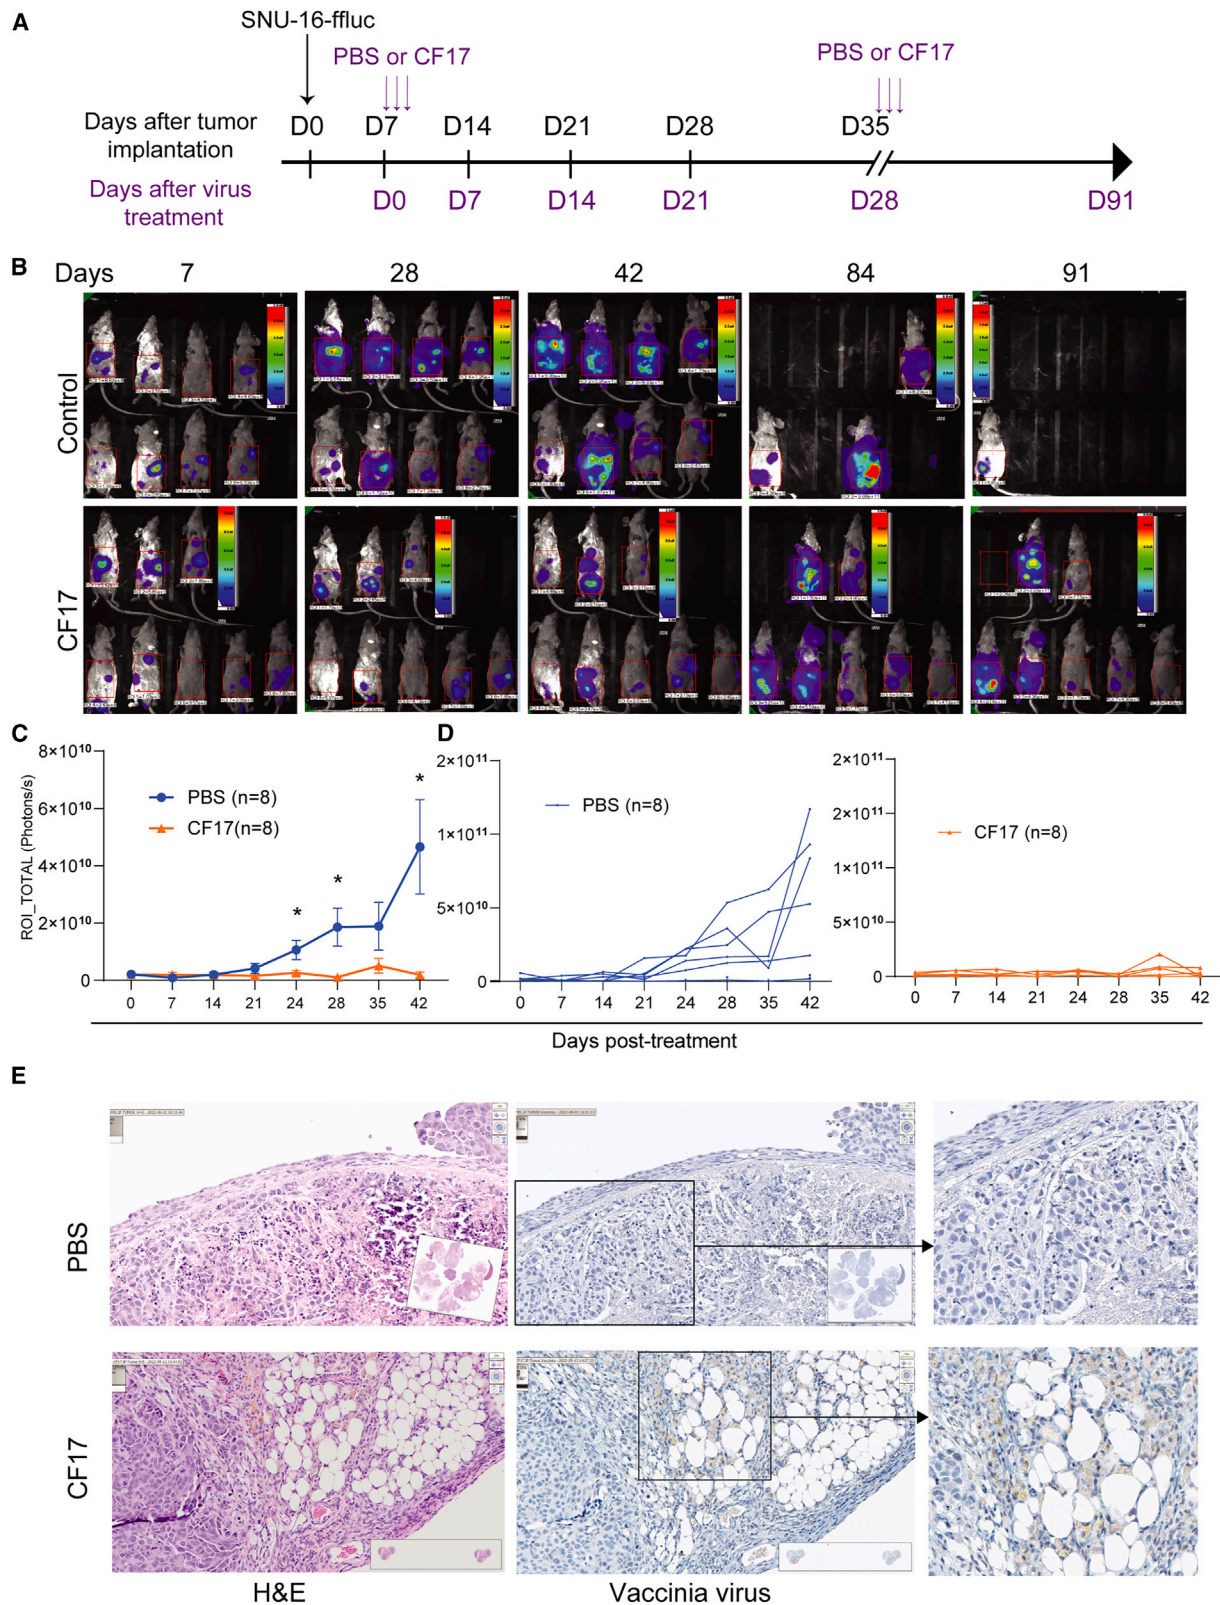 A
SNU-16-ffluc
PBS or CF17
PBS or CF17
Days after tumor
implantation
D0 D7 D14 D21 D28 D35
Days after virus
treatment
D0 D7 D14 D21 D28 D91
B
Days 7 28 42 84 91
Control
CF17
C
ROI_TOTAL (Photons/s)
8×10¹⁰
6×10¹⁰
4×10¹⁰
2×10¹⁰
0
PBS (n=8)
CF17(n=8)
* * *
0 7 14 21 24 28 35 42
D
2×10¹¹
1×10¹¹
5×10¹⁰
0
PBS (n=8)
0 7 14 21 24 28 35 42
2×10¹¹
2×10¹¹
1×10¹¹
5×10¹⁰
0
CF17 (n=8)
0 7 14 21 24 28 35 42
Days post-treatment
E
PBS
CF17
H&E
Vaccinia virus